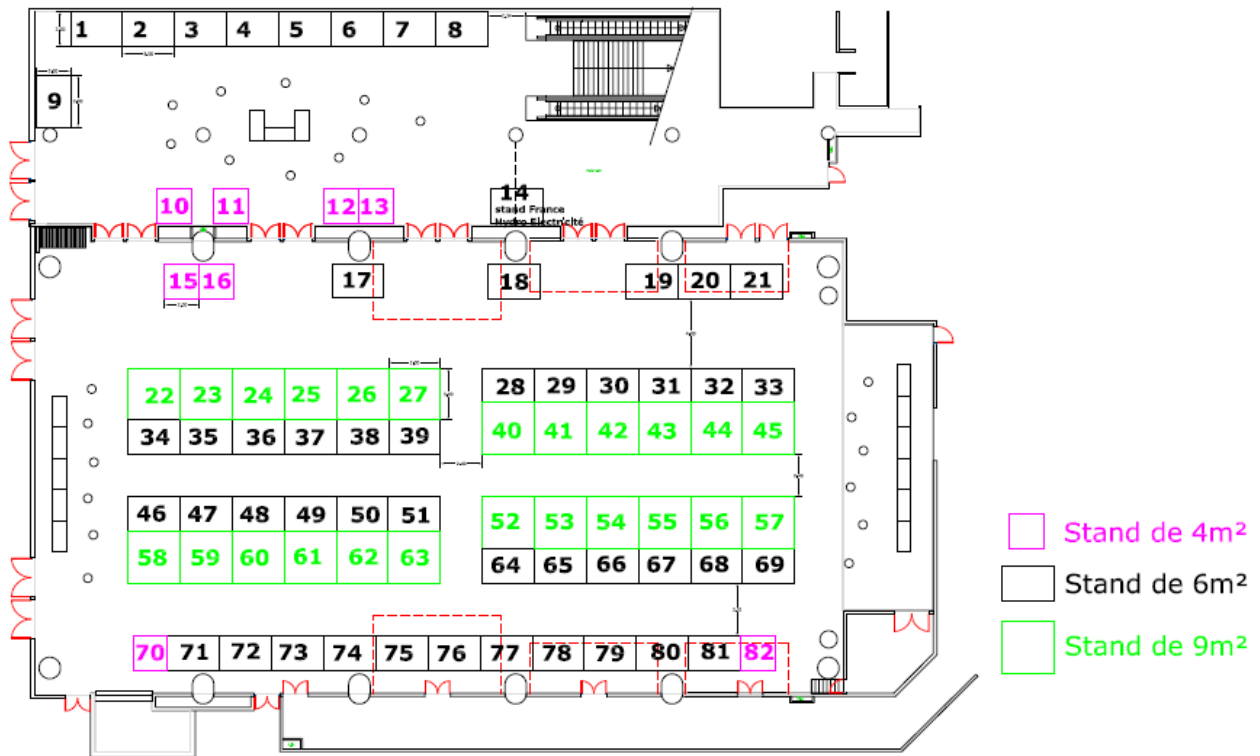 1 2 3 4 5 6 7 8
9
10 11 12 13 14
stand France
Hydro Electricité
15 16 17 18 19 20 21
22 23 24 25 26 27 28 29 30 31 32 33
34 35 36 37 38 39 40 41 42 43 44 45
46 47 48 49 50 51 52 53 54 55 56 57
58 59 60 61 62 63 64 65 66 67 68 69
70 71 72 73 74 75 76 77 78 79 80 81 82
Stand de 4m²
Stand de 6m²
Stand de 9m²